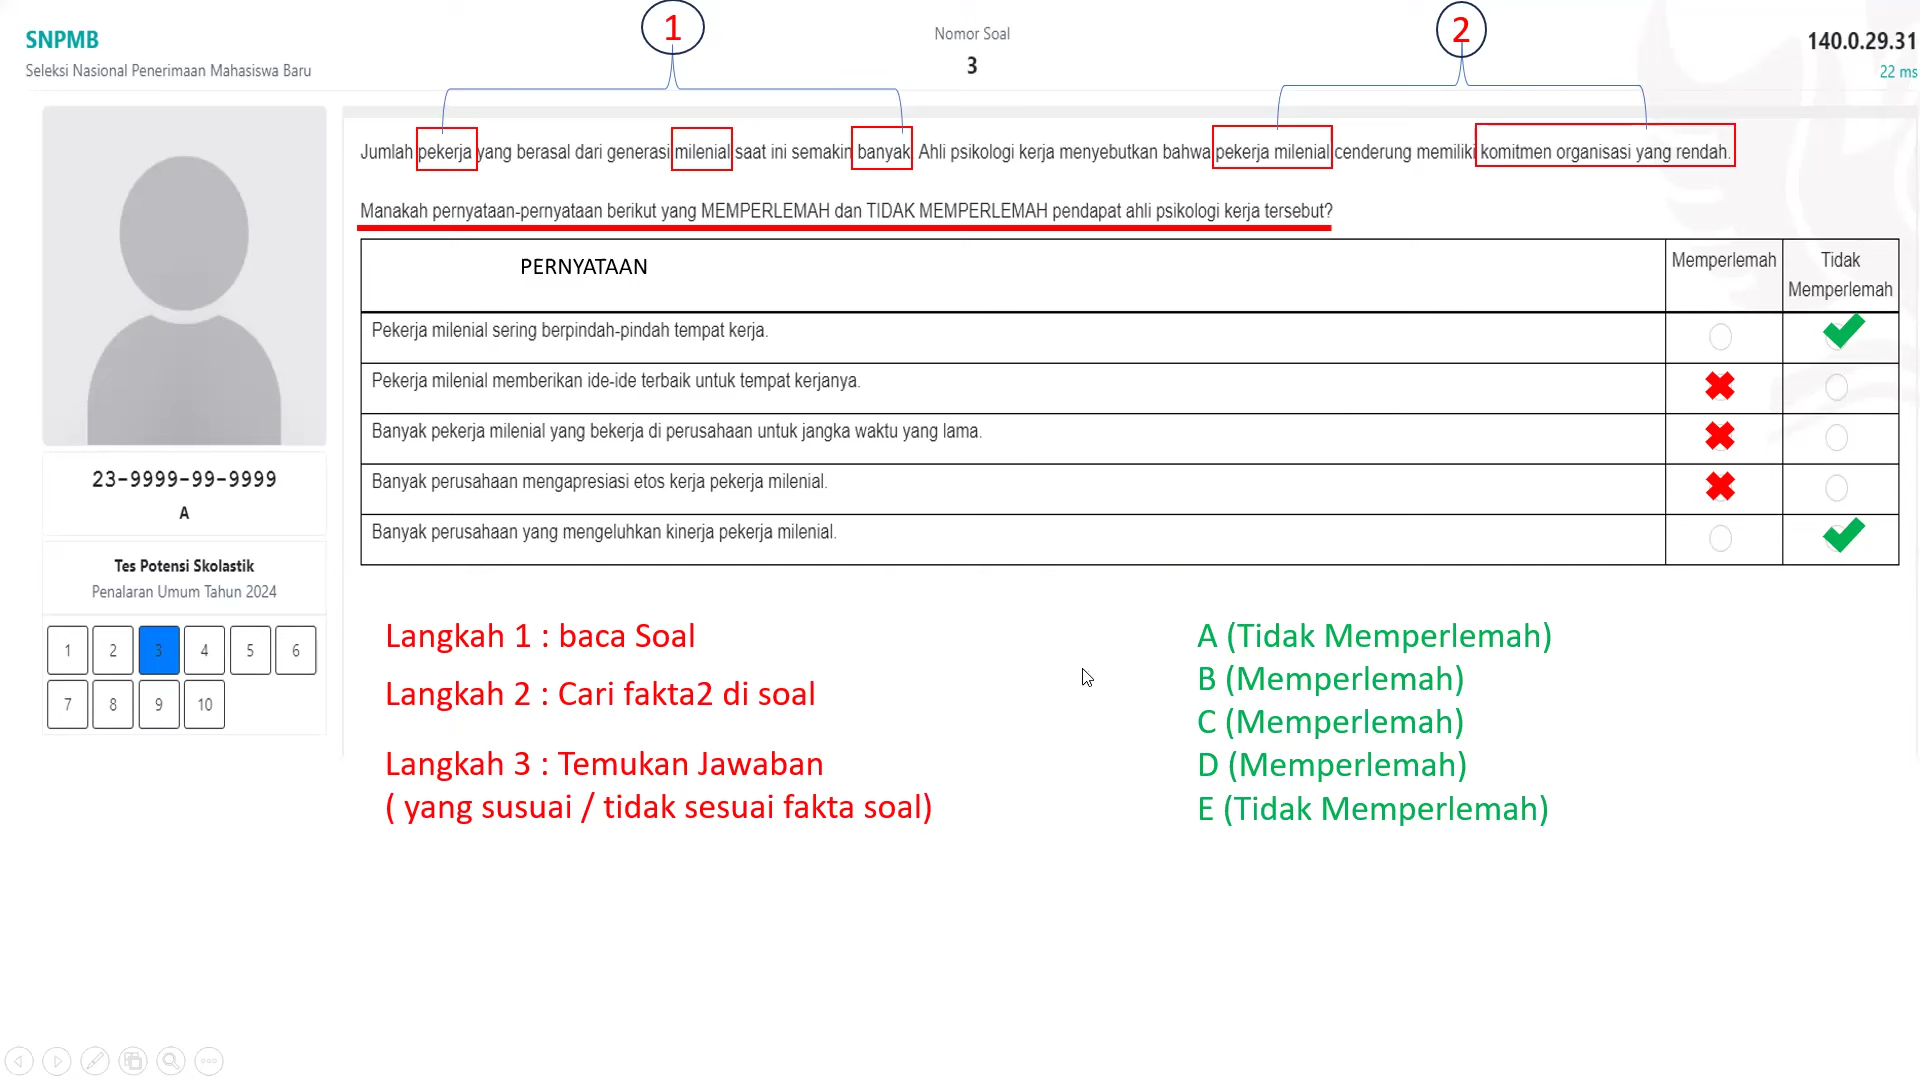 1
2
SNPMB
Seleksi Nasional Penerimaan Mahasiswa Baru
Nomor Soal
3
140.0.29.31
22 ms
Jumlah pekerja yang berasal dari generasi milenial saat ini semakin banyak. Ahli psikologi kerja menyebutkan bahwa pekerja milenial cenderung memiliki komitmen organisasi yang rendah.
Manakah pernyataan-pernyataan berikut yang MEMPERLEMAH dan TIDAK MEMPERLEMAH pendapat ahli psikologi kerja tersebut?
PERNYATAAN
Memperlemah
Tidak
Memperlemah
Pekerja milenial sering berpindah-pindah tempat kerja.
Pekerja milenial memberikan ide-ide terbaik untuk tempat kerjanya.
Banyak pekerja milenial yang bekerja di perusahaan untuk jangka waktu yang lama.
Banyak perusahaan mengapresiasi etos kerja pekerja milenial.
Banyak perusahaan yang mengeluhkan kinerja pekerja milenial.
23-9999-99-9999
A
Tes Potensi Skolastik
Penalaran Umum Tahun 2024
1 2 3 4 5 6
7 8 9 10
Langkah 1 : baca Soal
Langkah 2 : Cari fakta2 di soal
Langkah 3 : Temukan Jawaban
( yang susuai / tidak sesuai fakta soal)
A (Tidak Memperlemah)
B (Memperlemah)
C (Memperlemah)
D (Memperlemah)
E (Tidak Memperlemah)